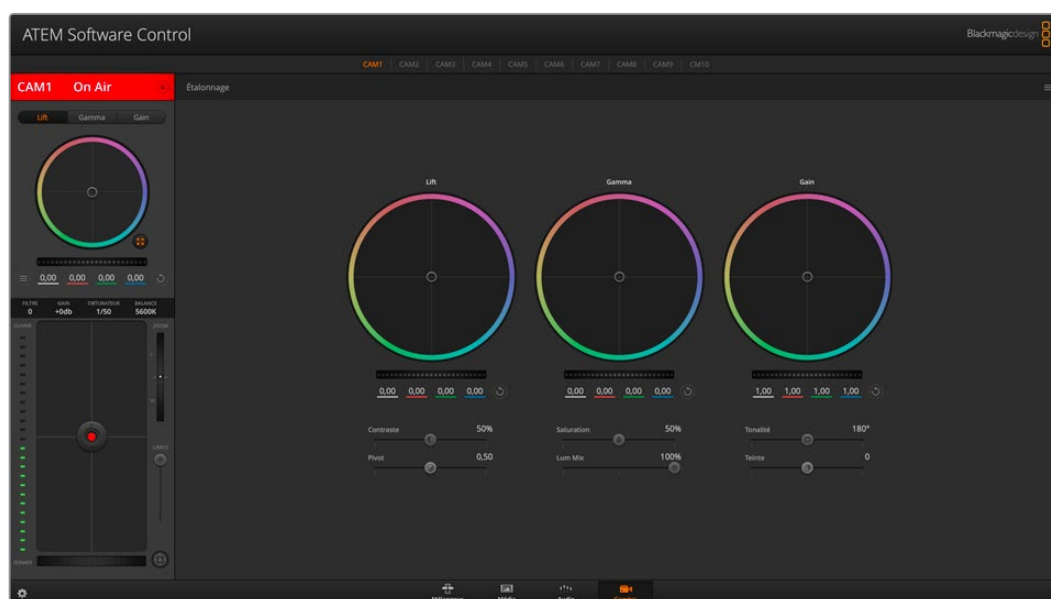 ATEM Software Control
Blackmagicdesign
CAM1 CAM2 CAM3 CAM4 CAM5 CAM6 CAM7 CAM8 CAM9 CM10
CAM1 On Air
Étalonnage
Lift Gamma Gain
0,00 0,00 0,00 0,00
FILTRE GAIN OBTURATEUR BALANCE
0 +0db 1/50 5600K
ZOOM
T
W
LIMITE
FERMER
Lift Gamma Gain
0,00 0,00 0,00 0,00 0,00 0,00 0,00 0,00 1,00 1,00 1,00 1,00
Contraste 50% Saturation 50% Tonalité 180°
Pivot 0,50 Lum Mix 100% Teinte 0